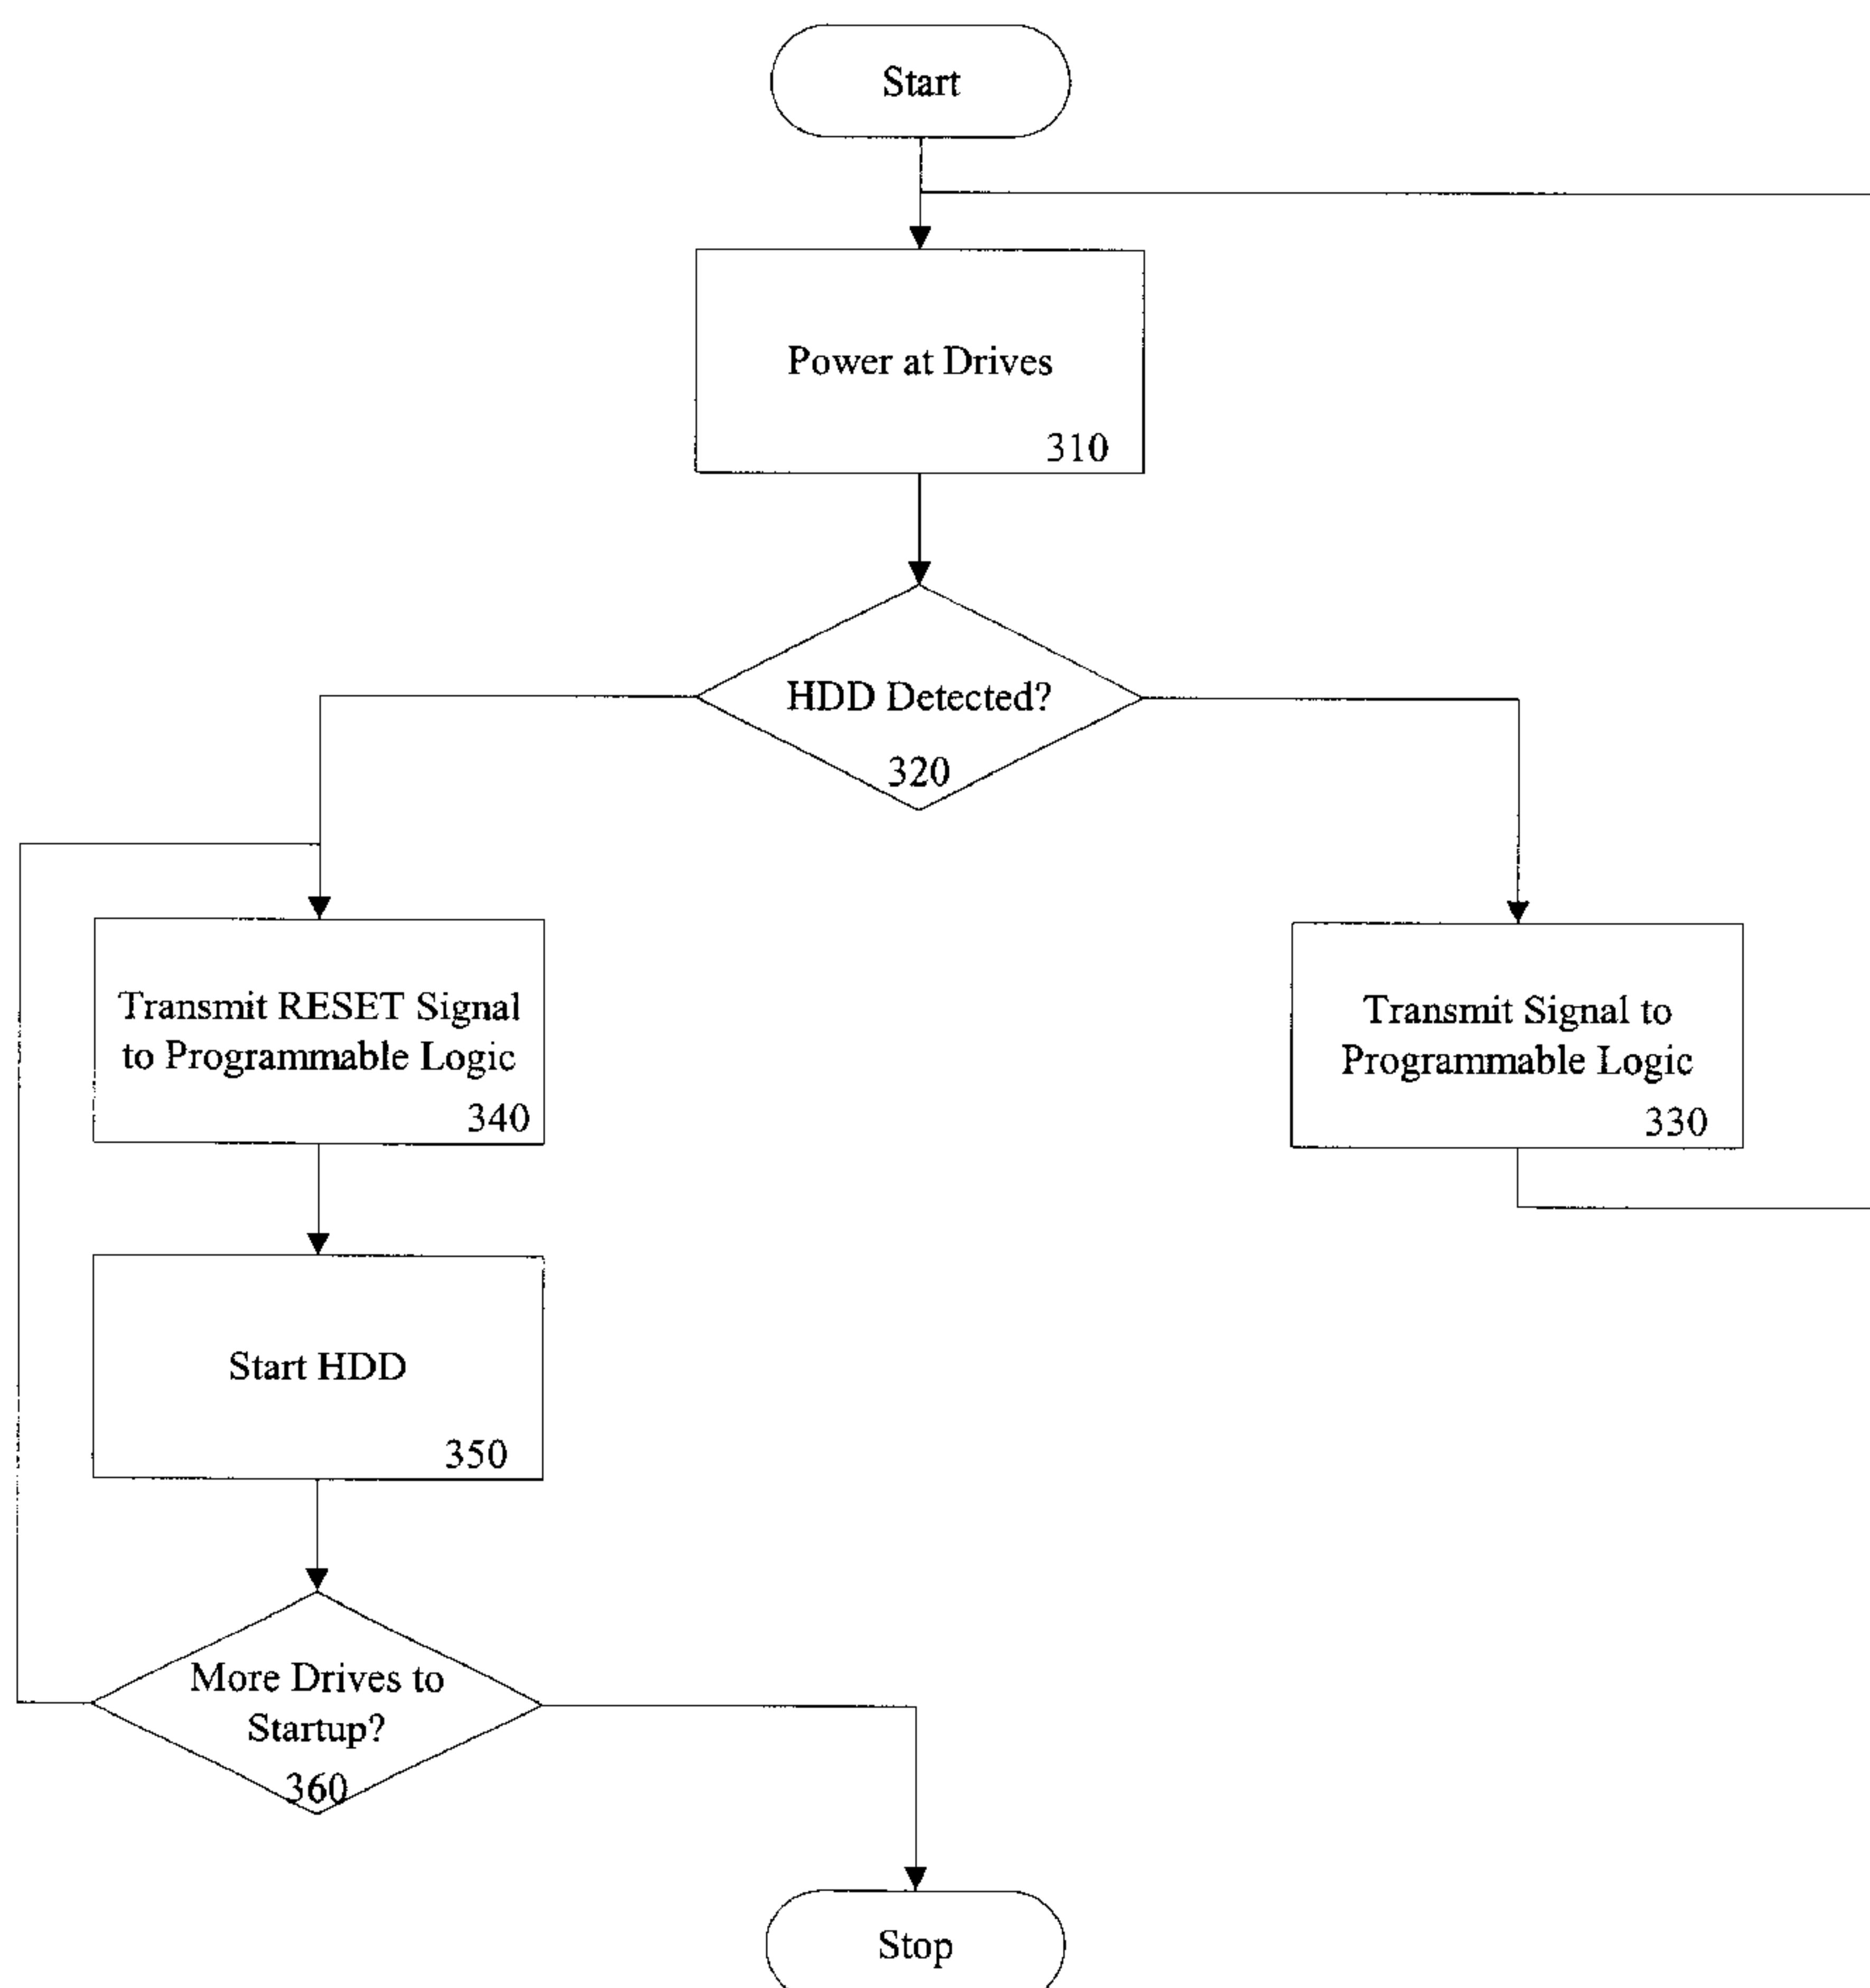 Start
Power at Drives
310
HDD Detected?
320
Transmit RESET Signal
to Programmable Logic
340
Transmit Signal to
Programmable Logic
330
Start HDD
350
More Drives to
Startup?
360
Stop